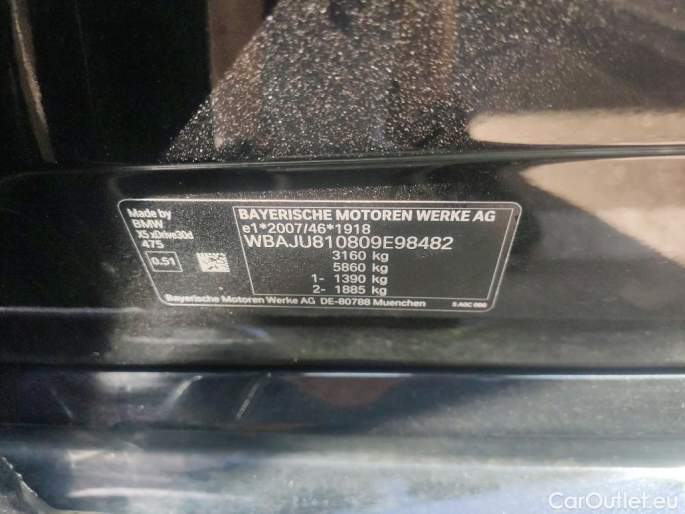 Made by
BMW
X5 xDrive30d
475
0.51
BAYERISCHE MOTOREN WERKE AG
e1*2007/46*1918
WBAJU810809E98482
3160 kg
5860 kg
1- 1390 kg
2- 1885 kg
Bayerische Motoren Werke AG DE-80788 Muenchen
CarOutlet.eu